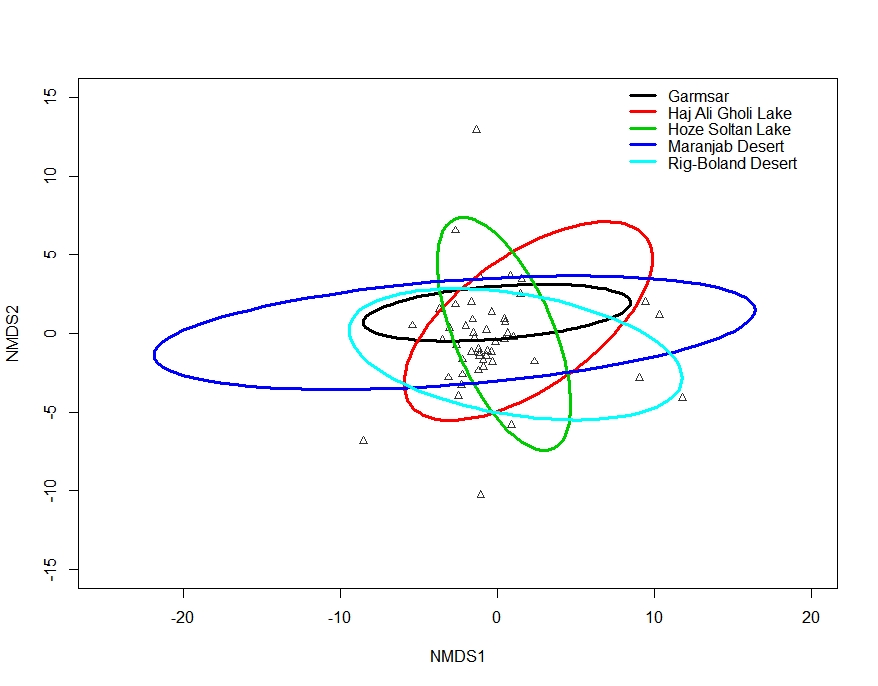 Garmsar
Haj Ali Gholi Lake
Hoze Soltan Lake
Maranjab Desert
Rig-Boland Desert
15
10
5
0
-5
-10
-15
NMDS2
-20
-10
0
10
20
NMDS1